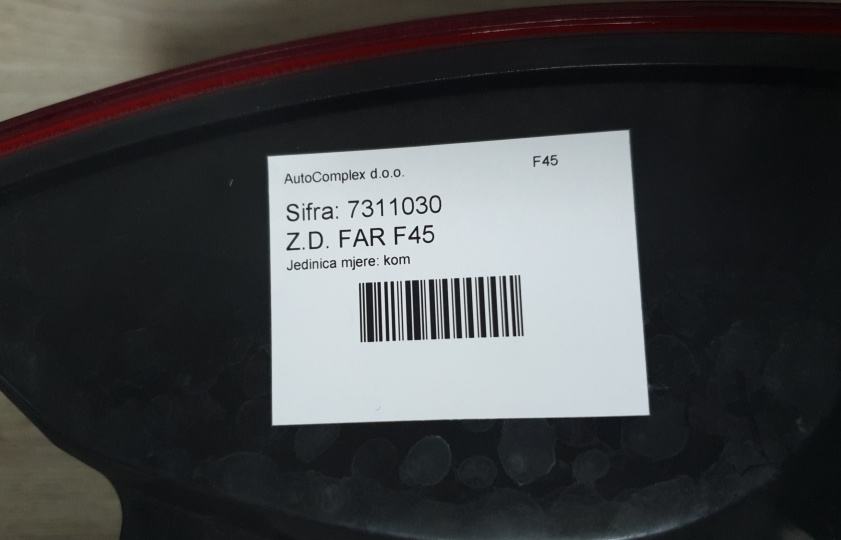 AutoComplex d.o.o. F45
Sifra: 7311030
Z.D. FAR F45
Jedinica mjere: kom